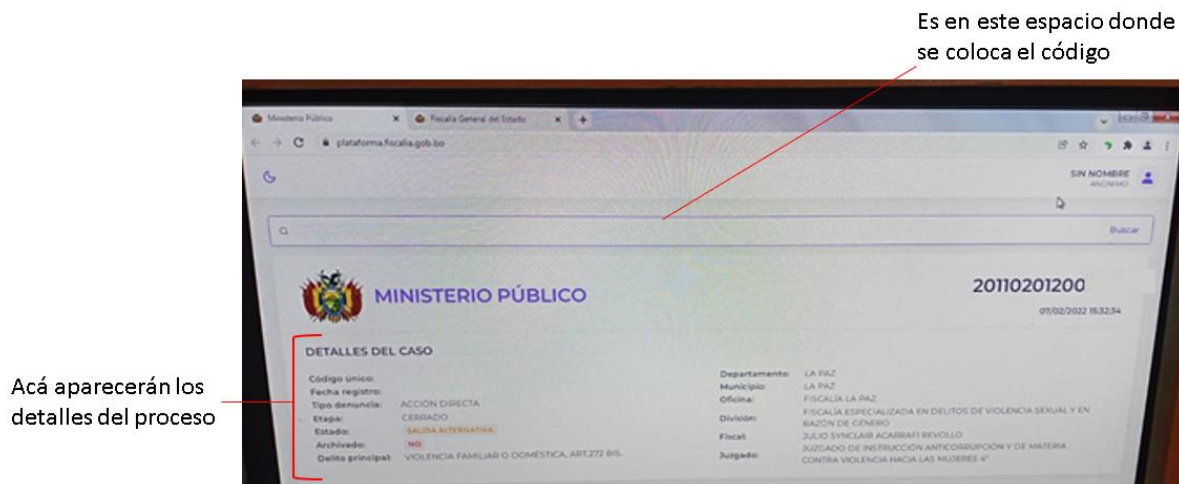 Es en este espacio donde
se coloca el código
Ministerio Público
Fiscalía General del Estado
plataforma.fiscalia.gob.bo
SIN NOMBRE
ANONIMO
Buscar
MINISTERIO PÚBLICO
20110201200
07/02/2022 15:32:34
DETALLES DEL CASO
Código único:
Fecha registro:
Tipo denuncia: ACCIÓN DIRECTA
Etapa: CERRADO
Estado: SALIDA ALTERNATIVA
Archivado: NO
Delito principal: VIOLENCIA FAMILIAR O DOMÉSTICA, ART.272 BIS.
Departamento: LA PAZ
Municipio: LA PAZ
Oficina: FISCALÍA LA PAZ
División: FISCALÍA ESPECIALIZADA EN DELITOS DE VIOLENCIA SEXUAL Y EN
RAZÓN DE GÉNERO
Fiscal: JULIO SYNCLAIR ACARRAFI REVOLLO
Juzgado: JUZGADO DE INSTRUCCIÓN ANTICORRUPCIÓN Y DE MATERIA
CONTRA VIOLENCIA HACIA LAS MUJERES 4°
Acá aparecerán los
detalles del proceso